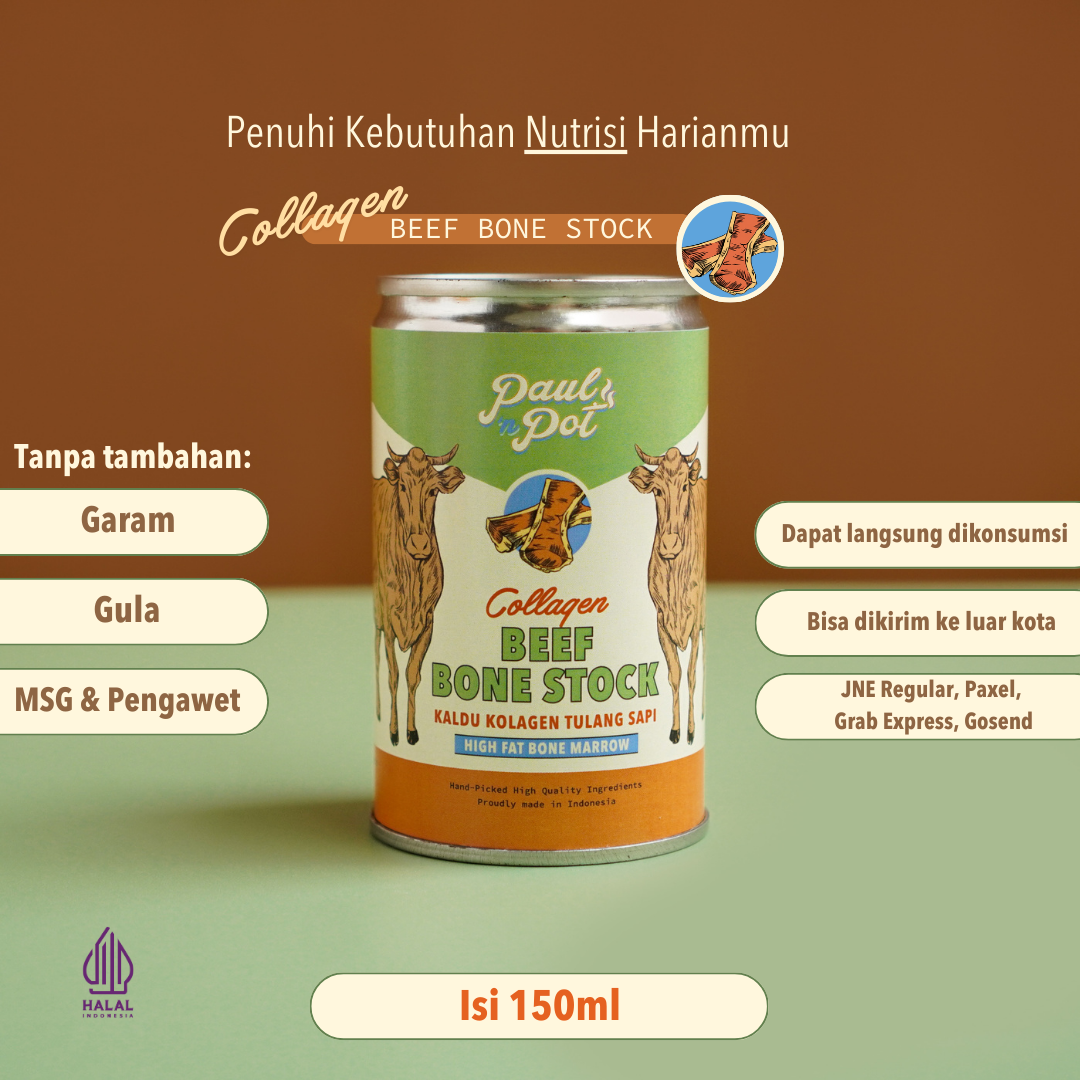 Penuhi Kebutuhan Nutrisi Harianmu
Collagen
BEEF BONE STOCK
Paul
n Pot
Tanpa tambahan:
Garam
Gula
MSG & Pengawet
Collagen
BEEF
BONE STOCK
KALDU KOLAGEN TULANG SAPI
HIGH FAT BONE MARROW
Hand-Picked High Quality Ingredients
Proudly made in Indonesia
Dapat langsung dikonsumsi
Bisa dikirim ke luar kota
JNE Regular, Paxel,
Grab Express, Gosend
HALAL
INDONESIA
Isi 150ml